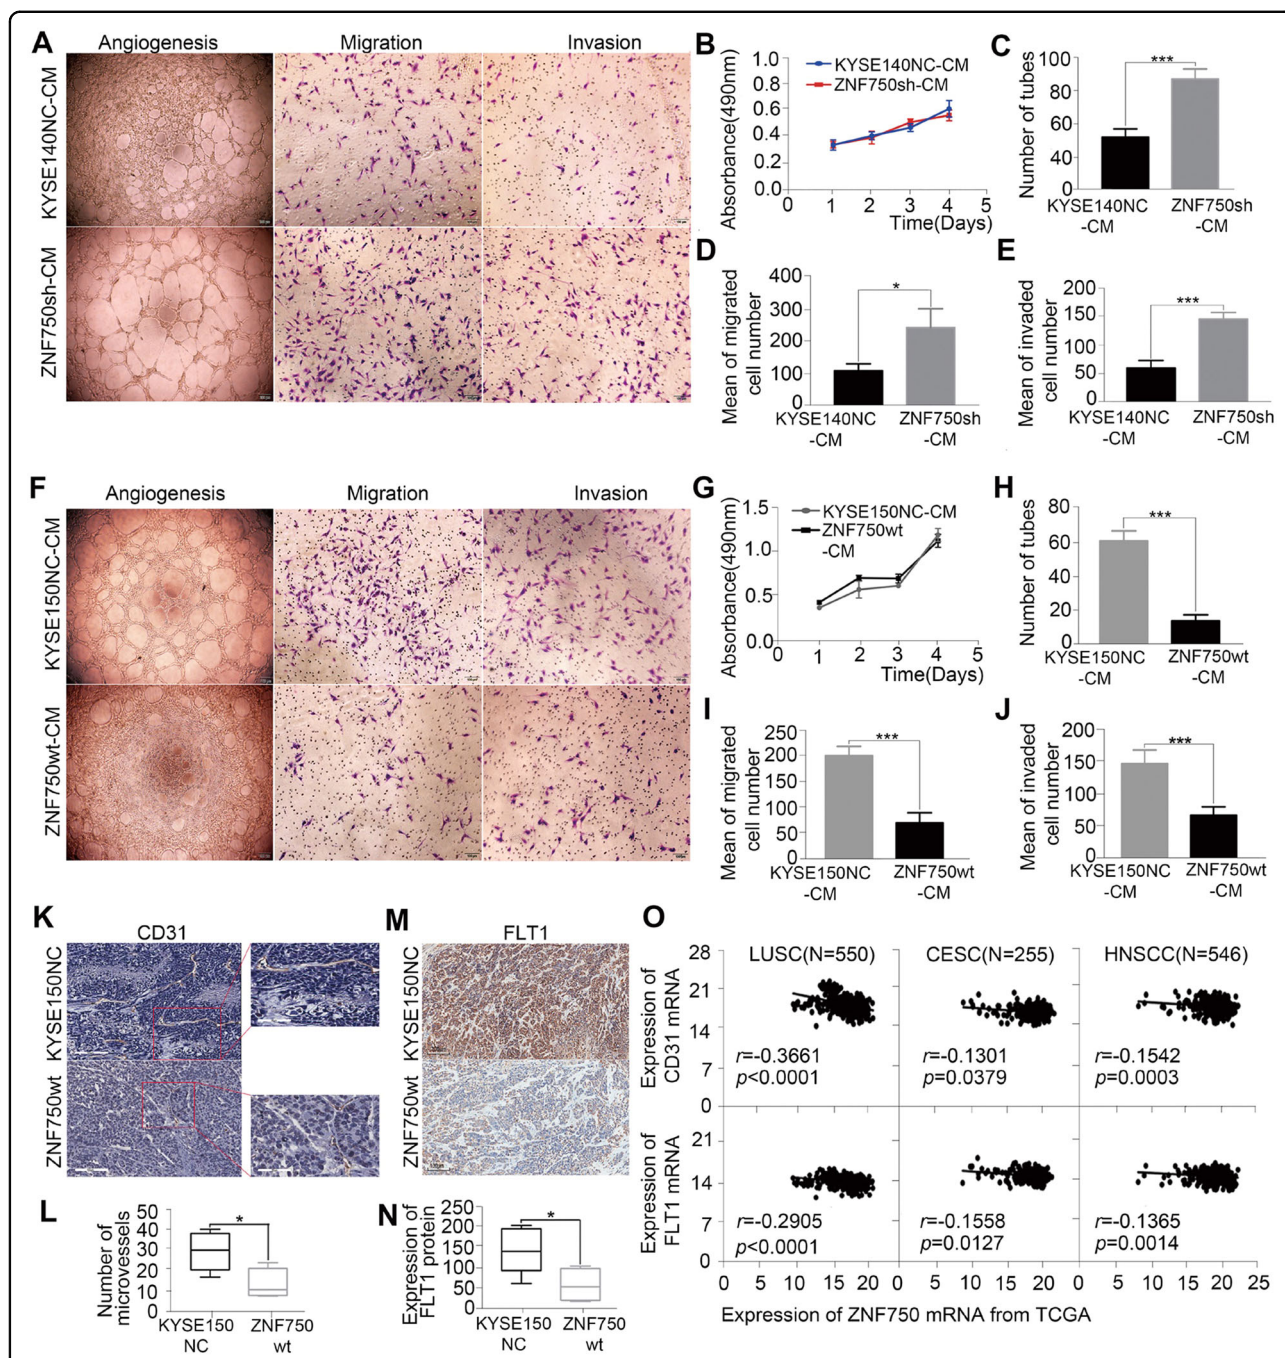 A
Angiogenesis
Migration
Invasion
KYSE140NC-CM
ZNF750sh-CM
B
Absorbance(490nm)
1.0
0.8
0.6
0.4
0.2
0.0
KYSE140NC-CM
ZNF750sh-CM
0 1 2 3 4 5
Time(Days)
C
Number of tubes
100
80
60
40
0
***
KYSE140NC
-CM
ZNF750sh
-CM
D
Mean of migrated
cell number
400
300
200
100
0
*
KYSE140NC
-CM
ZNF750sh
-CM
E
Mean of invaded
cell number
150
200
100
50
0
***
KYSE140NC
-CM
ZNF750sh
-CM
F
Angiogenesis
Migration
Invasion
KYSE150NC-CM
ZNF750wt-CM
G
Absorbance(490nm)
1.5
1.0
0.5
0.0
KYSE150NC-CM
ZNF750wt
-CM
1 2 3 4
Time(Days)
H
Number of tubes
80
60
40
20
0
***
KYSE150NC
-CM
ZNF750wt
-CM
I
Mean of migrated
cell number
250
200
150
100
50
0
***
KYSE150NC
-CM
ZNF750wt
-CM
J
Mean of invaded
cell number
200
150
100
50
0
***
KYSE150NC
-CM
ZNF750wt
-CM
K
CD31
KYSE150NC
ZNF750wt
L
Number of
microvessels
50
40
30
20
10
0
*
KYSE150
NC
ZNF750
wt
M
FLT1
KYSE150NC
ZNF750wt
N
Expression of
FLT1 protein
250
200
150
100
50
0
*
KYSE150
NC
ZNF750
wt
O
Expression of
CD31 mRNA
28
21
14
7
0
LUSC(N=550)
r=-0.3661
p<0.0001
CESC(N=255)
r=-0.1301
p=0.0379
HNSCC(N=546)
r=-0.1542
p=0.0003
Expression of
FLT1 mRNA
21
14
7
0
r=-0.2905
p<0.0001
r=-0.1558
p=0.0127
r=-0.1365
p=0.0014
0 5 10 15 20 0 5 10 15 20 0 5 10 15 20 25
Expression of ZNF750 mRNA from TCGA